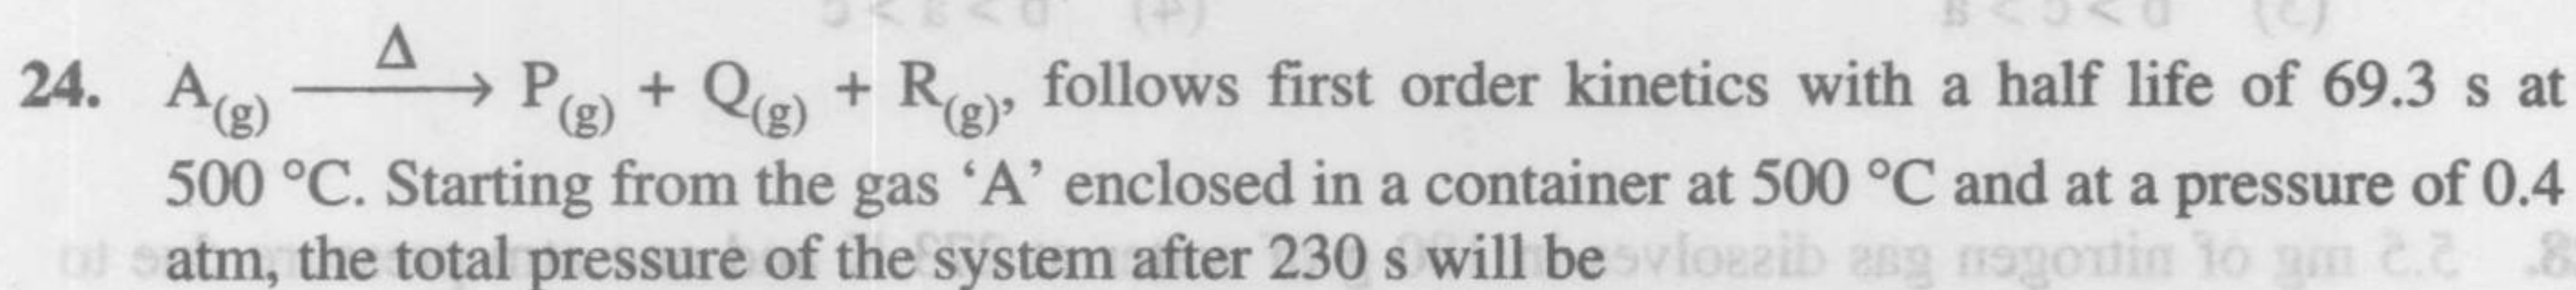 24. A(g) —Δ→ P(g) + Q(g) + R(g), follows first order kinetics with a half life of 69.3 s at
500 °C. Starting from the gas ‘A’ enclosed in a container at 500 °C and at a pressure of 0.4
atm, the total pressure of the system after 230 s will be